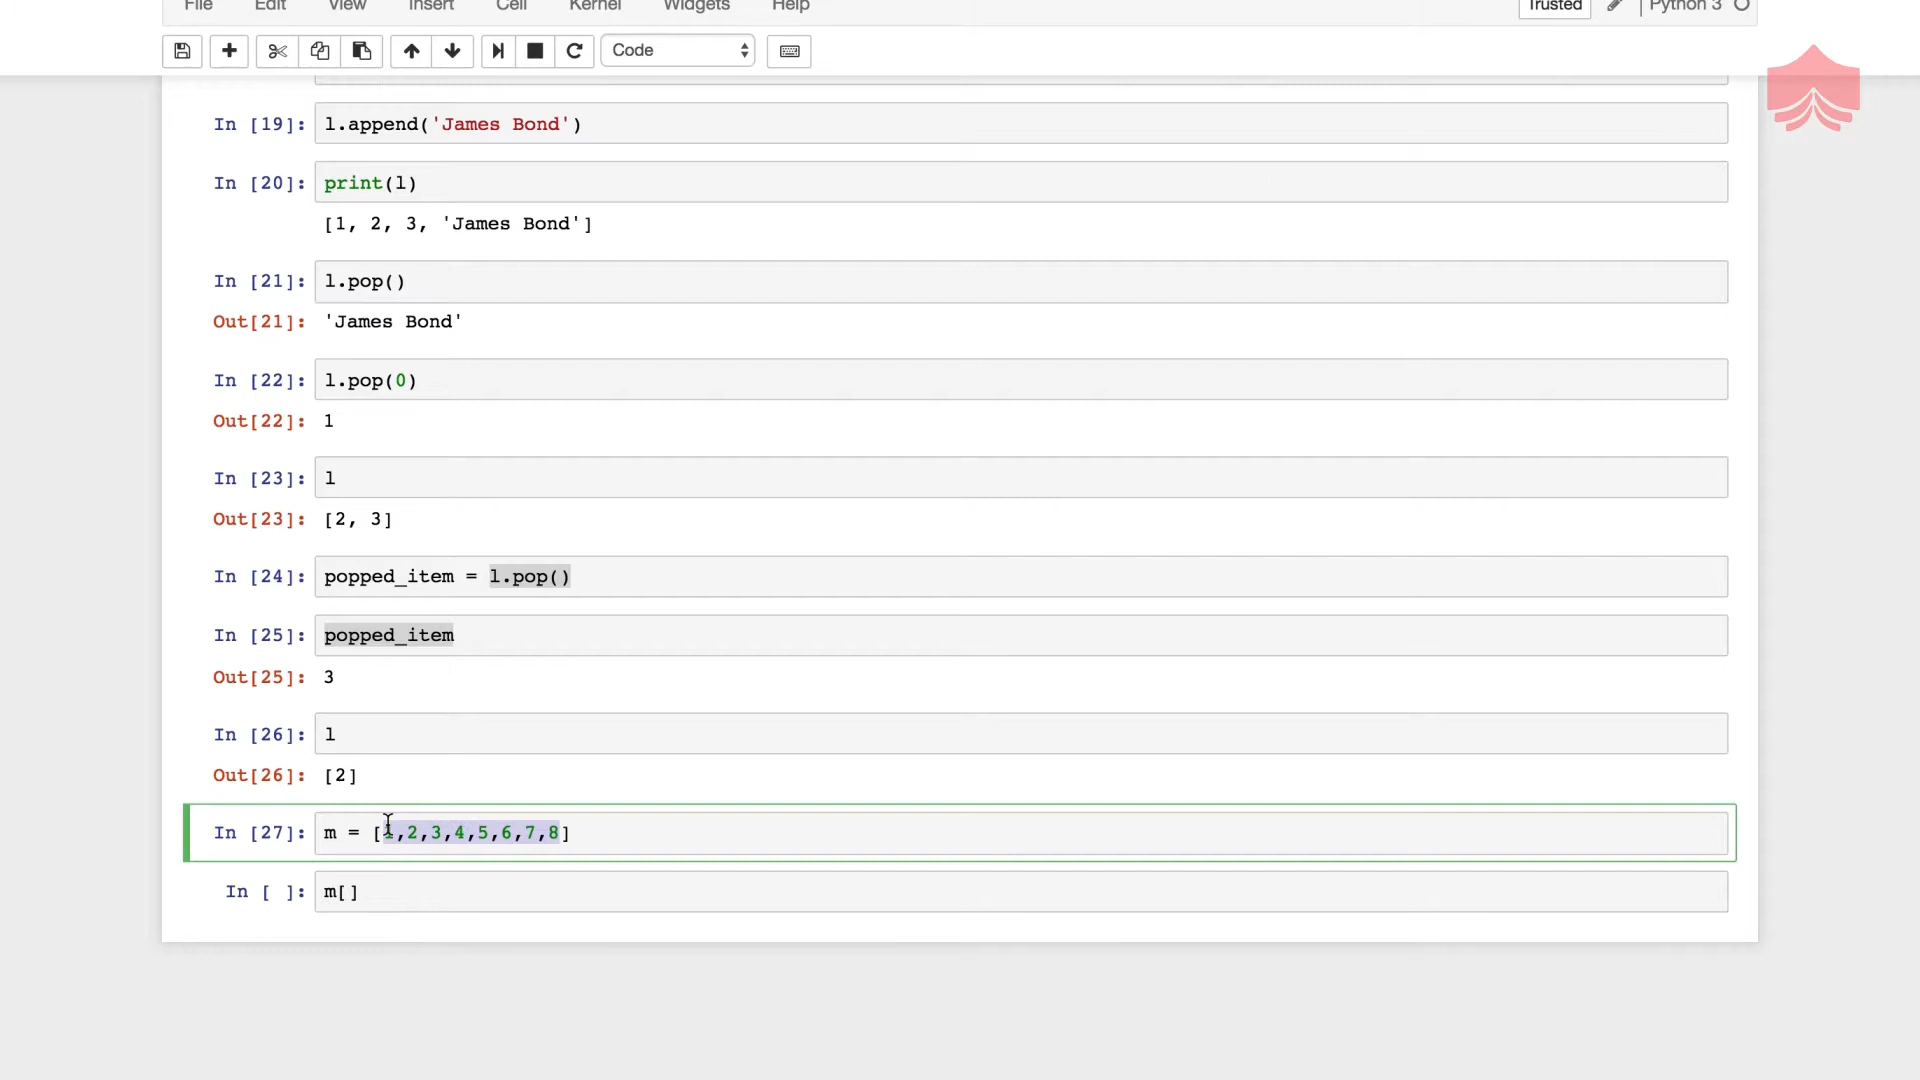 File Edit View Insert Cell Kernel Widgets Help Trusted Python 3
Code
In [19]: l.append('James Bond')
In [20]: print(l)
[1, 2, 3, 'James Bond']
In [21]: l.pop()
Out[21]: 'James Bond'
In [22]: l.pop(0)
Out[22]: 1
In [23]: l
Out[23]: [2, 3]
In [24]: popped_item = l.pop()
In [25]: popped_item
Out[25]: 3
In [26]: l
Out[26]: [2]
In [27]: m = [1,2,3,4,5,6,7,8]
In [ ]: m[]